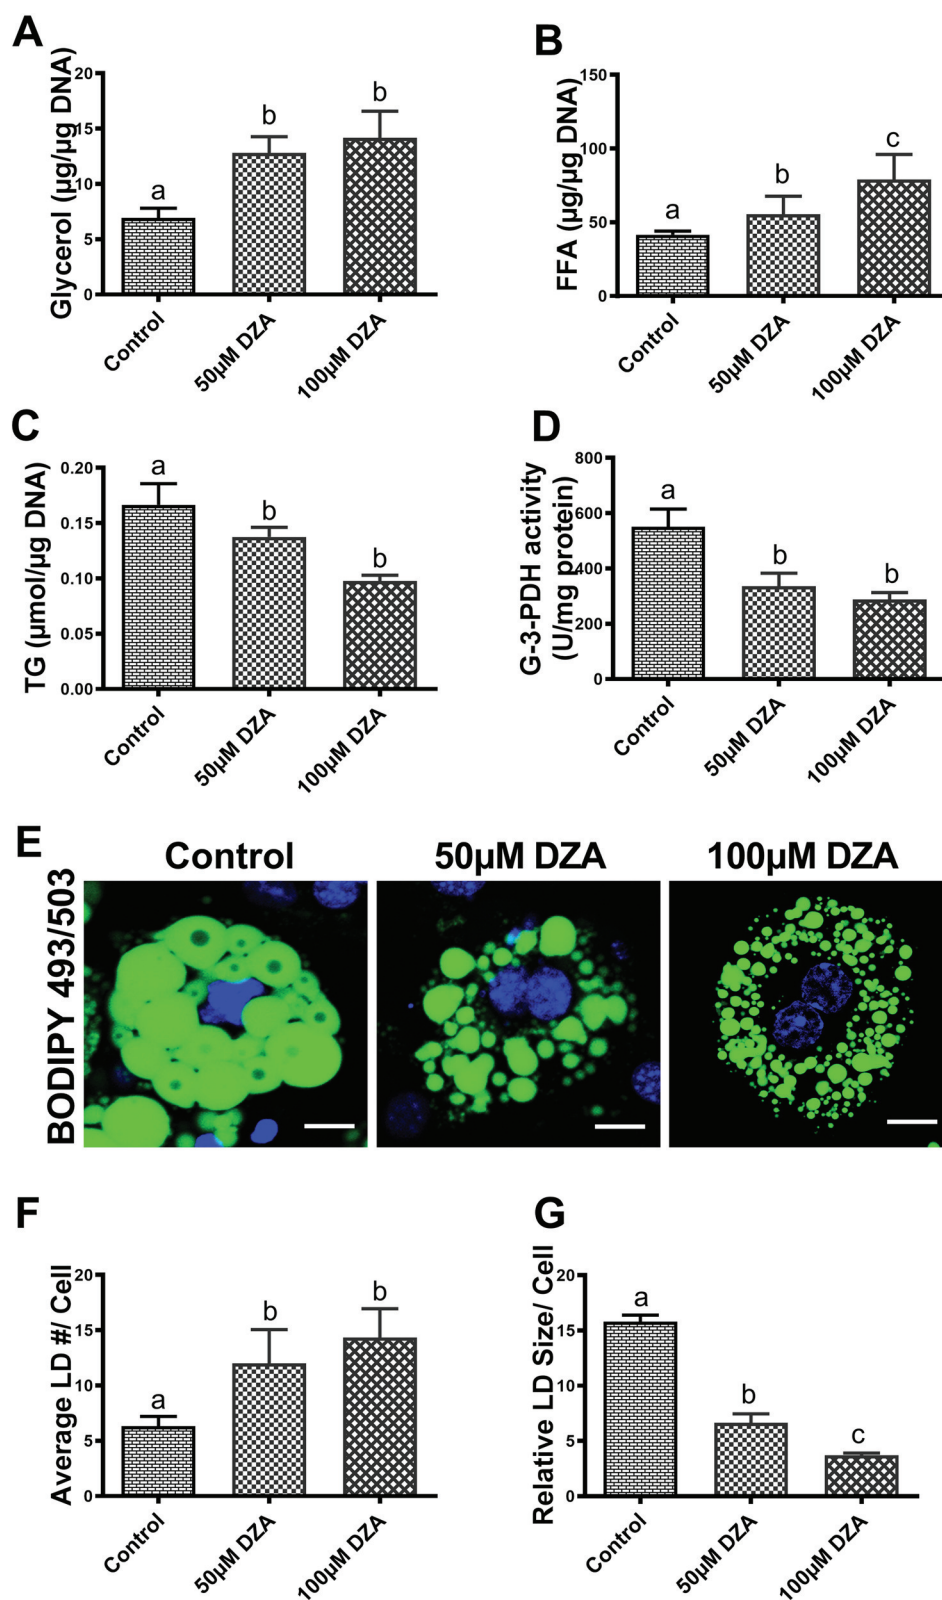 A
Glycerol (µg/µg DNA)
20
15
10
5
0
a
b
b
Control
50µM DZA
100µM DZA
B
FFA (µg/µg DNA)
150
100
50
0
a
b
c
Control
50µM DZA
100µM DZA
C
TG (µmol/µg DNA)
0.20
0.15
0.10
0.05
0.00
a
b
b
Control
50µM DZA
100µM DZA
D
G-3-PDH activity
(U/mg protein)
800
600
400
200
0
a
b
b
Control
50µM DZA
100µM DZA
E
BODIPY 493/503
Control
50µM DZA
100µM DZA
F
Average LD #/ Cell
20
15
10
5
0
a
b
b
Control
50µM DZA
100µM DZA
G
Relative LD Size/ Cell
20
15
10
5
0
a
b
c
Control
50µM DZA
100µM DZA